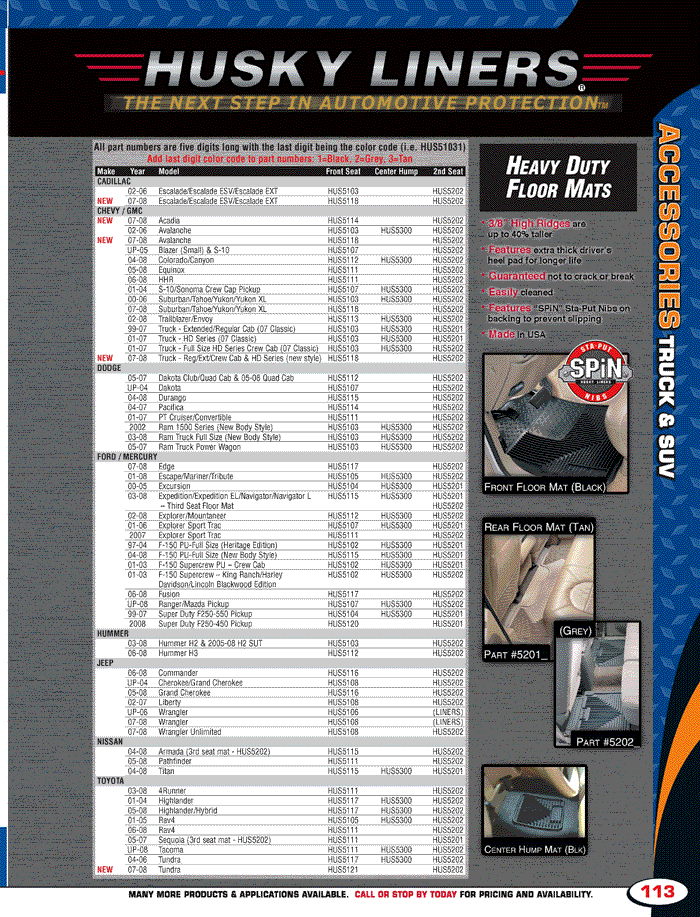 HUSKY LINERS®
THE NEXT STEP IN AUTOMOTIVE PROTECTION™
All part numbers are five digits long with the last digit being the color code (i.e. HUS51031)
Add last digit color code to part numbers: 1=Black, 2=Grey, 3=Tan
Make Year Model Front Seat Center Hump 2nd Seat
CADILLAC
02-06 Escalade/Escalade ESV/Escalade EXT HUS5103 HUS5202
NEW 07-08 Escalade/Escalade ESV/Escalade EXT HUS5118 HUS5202
CHEVY / GMC
NEW 07-08 Acadia HUS5114 HUS5202
02-06 Avalanche HUS5103 HUS5300 HUS5202
NEW 07-08 Avalanche HUS5118 HUS5202
UP-05 Blazer (Small) & S-10 HUS5107 HUS5202
04-08 Colorado/Canyon HUS5112 HUS5300 HUS5202
05-08 Equinox HUS5111 HUS5202
06-08 HHR HUS5111 HUS5202
01-04 S-10/Sonoma Crew Cap Pickup HUS5107 HUS5300 HUS5202
00-06 Suburban/Tahoe/Yukon/Yukon XL HUS5103 HUS5300 HUS5202
07-08 Suburban/Tahoe/Yukon/Yukon XL HUS5118 HUS5202
02-08 Trailblazer/Envoy HUS5113 HUS5300 HUS5202
99-07 Truck - Extended/Regular Cab (07 Classic) HUS5103 HUS5300 HUS5201
01-07 Truck - HD Series (07 Classic) HUS5103 HUS5300 HUS5201
01-07 Truck - Full Size HD Series Crew Cab (07 Classic) HUS5103 HUS5300 HUS5202
NEW 07-08 Truck - Reg/Ext/Crew Cab & HD Series (new style) HUS5118 HUS5202
DODGE
05-07 Dakota Club/Quad Cab & 05-06 Quad Cab HUS5112 HUS5202
UP-04 Dakota HUS5107 HUS5202
04-08 Durango HUS5115 HUS5202
04-07 Pacifica HUS5114 HUS5202
01-07 PT Cruiser/Convertible HUS5111 HUS5202
2002 Ram 1500 Series (New Body Style) HUS5103 HUS5300 HUS5202
03-08 Ram Truck Full Size (New Body Style) HUS5103 HUS5300 HUS5202
05-07 Ram Truck Power Wagon HUS5103 HUS5300 HUS5202
FORD / MERCURY
07-08 Edge HUS5117 HUS5202
01-08 Escape/Mariner/Tribute HUS5105 HUS5300 HUS5202
00-05 Excursion HUS5104 HUS5300 HUS5201
03-08 Expedition/Expedition EL/Navigator/Navigator L HUS5115 HUS5300 HUS5201
– Third Seat Floor Mat HUS5202
02-08 Explorer/Mountaineer HUS5112 HUS5300 HUS5202
01-06 Explorer Sport Trac HUS5107 HUS5300 HUS5202
2007 Explorer Sport Trac HUS5111 HUS5202
97-04 F-150 PU-Full Size (Heritage Edition) HUS5102 HUS5300 HUS5201
04-08 F-150 PU-Full Size (New Body Style) HUS5115 HUS5300 HUS5201
01-03 F-150 Supercrew PU – Crew Cab HUS5102 HUS5300 HUS5201
01-03 F-150 Supercrew – King Ranch/Harley HUS5102 HUS5300 HUS5202
Davidson/Lincoln Blackwood Edition
06-08 Fusion HUS5117 HUS5202
UP-08 Ranger/Mazda Pickup HUS5107 HUS5300 HUS5202
99-07 Super Duty F250-550 Pickup HUS5104 HUS5300 HUS5201
2008 Super Duty F250-450 Pickup HUS5120 HUS5201
HUMMER
03-08 Hummer H2 & 2005-08 H2 SUT HUS5103 HUS5202
06-08 Hummer H3 HUS5112 HUS5202
JEEP
06-08 Commander HUS5116 HUS5202
UP-04 Cherokee/Grand Cherokee HUS5108 HUS5202
05-08 Grand Cherokee HUS5116 HUS5202
02-07 Liberty HUS5108 HUS5202
UP-06 Wrangler HUS5106 (LINERS)
07-08 Wrangler HUS5108 (LINERS)
07-08 Wrangler Unlimited HUS5108 HUS5202
NISSAN
04-08 Armada (3rd seat mat - HUS5202) HUS5115 HUS5202
05-08 Pathfinder HUS5111 HUS5202
04-08 Titan HUS5115 HUS5300 HUS5201
TOYOTA
03-08 4Runner HUS5111 HUS5202
01-04 Highlander HUS5117 HUS5300 HUS5202
05-08 Highlander/Hybrid HUS5117 HUS5300 HUS5202
01-05 Rav4 HUS5105 HUS5300 HUS5202
06-08 Rav4 HUS5111 HUS5202
05-07 Sequoia (3rd seat mat - HUS5202) HUS5111 HUS5201
UP-08 Tacoma HUS5111 HUS5300 HUS5202
04-06 Tundra HUS5117 HUS5300 HUS5202
NEW 07-08 Tundra HUS5121 HUS5202
HEAVY DUTY
FLOOR MATS
* 3/8" High Ridges are
up to 40% taller
* Features extra thick driver's
heel pad for longer life
* Guaranteed not to crack or break
* Easily cleaned
* Features "SPiN" Sta-Put Nibs on
backing to prevent slipping
* Made in USA
STA-PUT
SPiN
HUSKY LINERS
NIBS
FRONT FLOOR MAT (BLACK)
REAR FLOOR MAT (TAN)
PART #5201_
(GREY)
PART #5202_
CENTER HUMP MAT (BLK)
ACCESSORIES TRUCK & SUV
MANY MORE PRODUCTS & APPLICATIONS AVAILABLE. CALL OR STOP BY TODAY FOR PRICING AND AVAILABILITY.
113